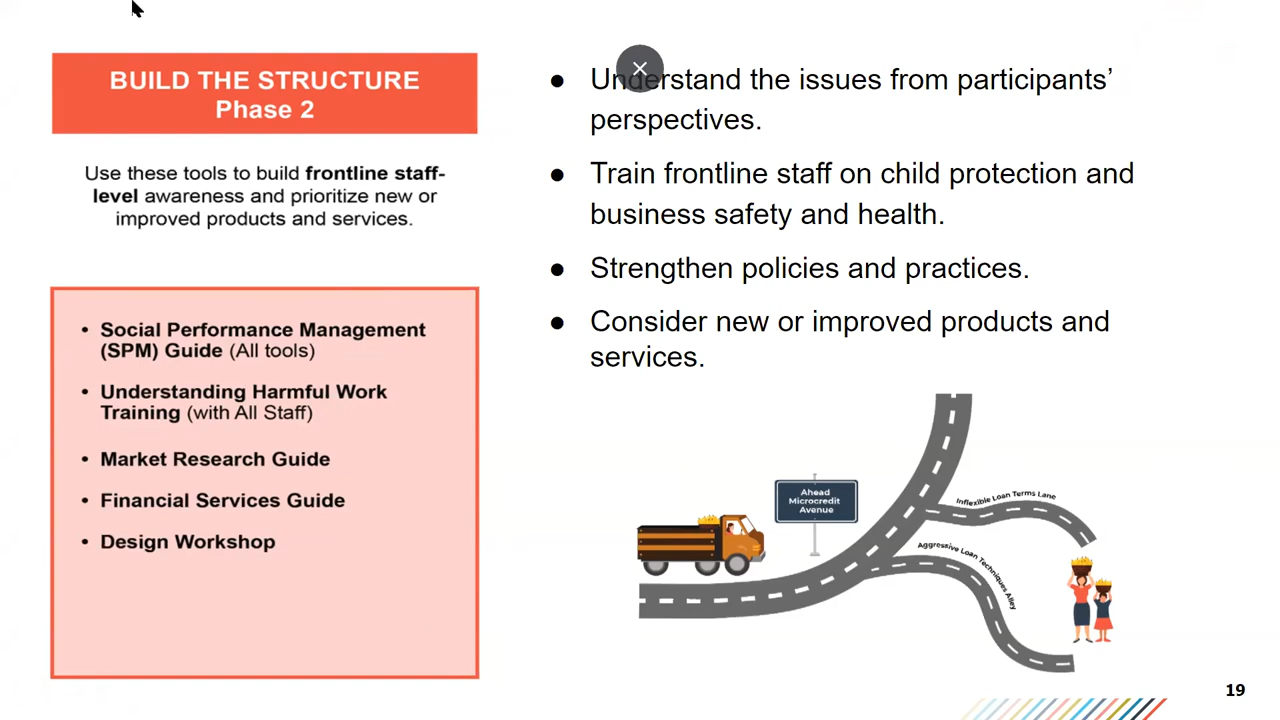 BUILD THE STRUCTURE
Phase 2
Use these tools to build frontline staff-
level awareness and prioritize new or
improved products and services.
• Social Performance Management
(SPM) Guide (All tools)
• Understanding Harmful Work
Training (with All Staff)
• Market Research Guide
• Financial Services Guide
• Design Workshop
● Understand the issues from participants’
perspectives.
● Train frontline staff on child protection and
business safety and health.
● Strengthen policies and practices.
● Consider new or improved products and
services.
Ahead
Microcredit
Avenue
Inflexible Loan Terms Lane
Aggressive Loan Techniques Alley
19